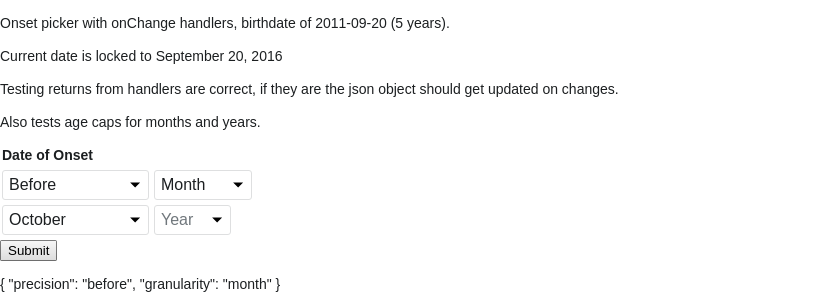 Onset picker with onChange handlers, birthdate of 2011-09-20 (5 years).
Current date is locked to September 20, 2016
Testing returns from handlers are correct, if they are the json object should get updated on changes.
Also tests age caps for months and years.
Date of Onset
Before Month
October Year
Submit
{ "precision": "before", "granularity": "month" }